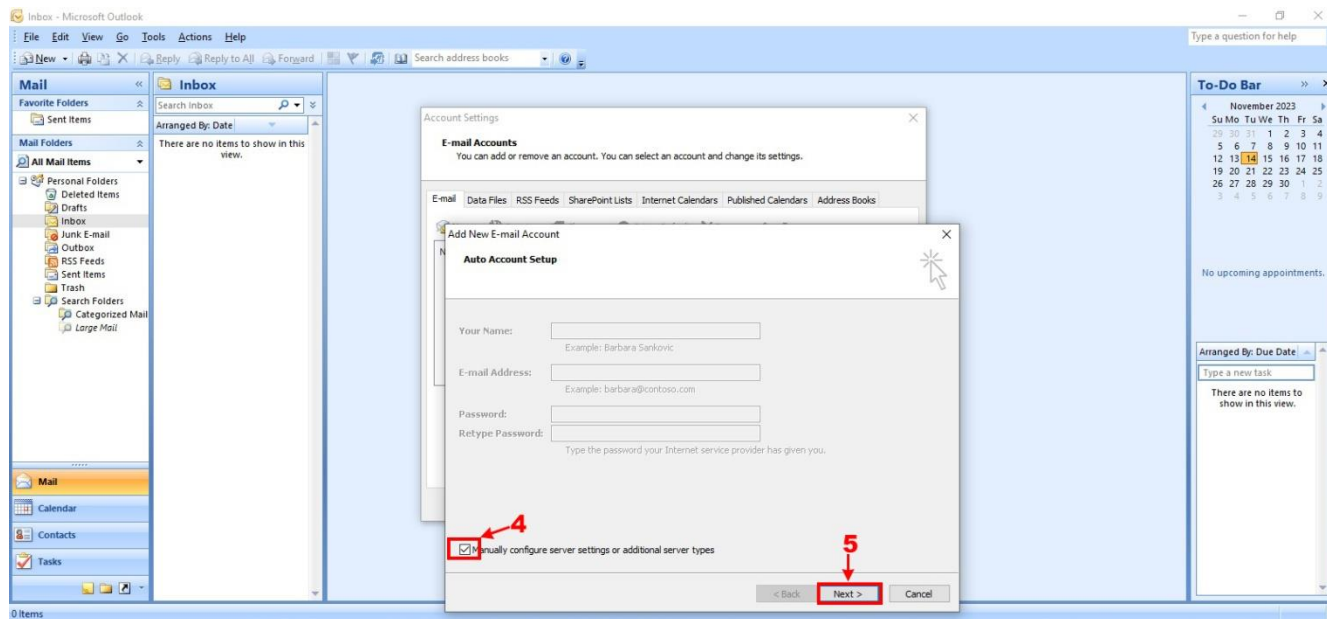 Inbox - Microsoft Outlook
File Edit View Go Tools Actions Help
Type a question for help
New Reply Reply to All Forward Search address books
Mail
Favorite Folders
Sent Items
Mail Folders
All Mail Items
Personal Folders
Deleted Items
Drafts
Inbox
Junk E-mail
Outbox
RSS Feeds
Sent Items
Trash
Search Folders
Categorized Mail
Large Mail
Mail
Calendar
Contacts
Tasks
0 Items
Inbox
Search Inbox
Arranged By: Date
There are no items to show in this
view.
Account Settings
E-mail Accounts
You can add or remove an account. You can select an account and change its settings.
E-mail Data Files RSS Feeds SharePoint Lists Internet Calendars Published Calendars Address Books
N
Add New E-mail Account
Auto Account Setup
Your Name:
Example: Barbara Sankovic
E-mail Address:
Example: barbara@contoso.com
Password:
Retype Password:
Type the password your Internet service provider has given you.
4
Manually configure server settings or additional server types
5
< Back Next > Cancel
To-Do Bar
November 2023
Su Mo Tu We Th Fr Sa
29 30 31 1 2 3 4
5 6 7 8 9 10 11
12 13 14 15 16 17 18
19 20 21 22 23 24 25
26 27 28 29 30 1 2
3 4 5 6 7 8 9
No upcoming appointments.
Arranged By: Due Date
Type a new task
There are no items to
show in this view.